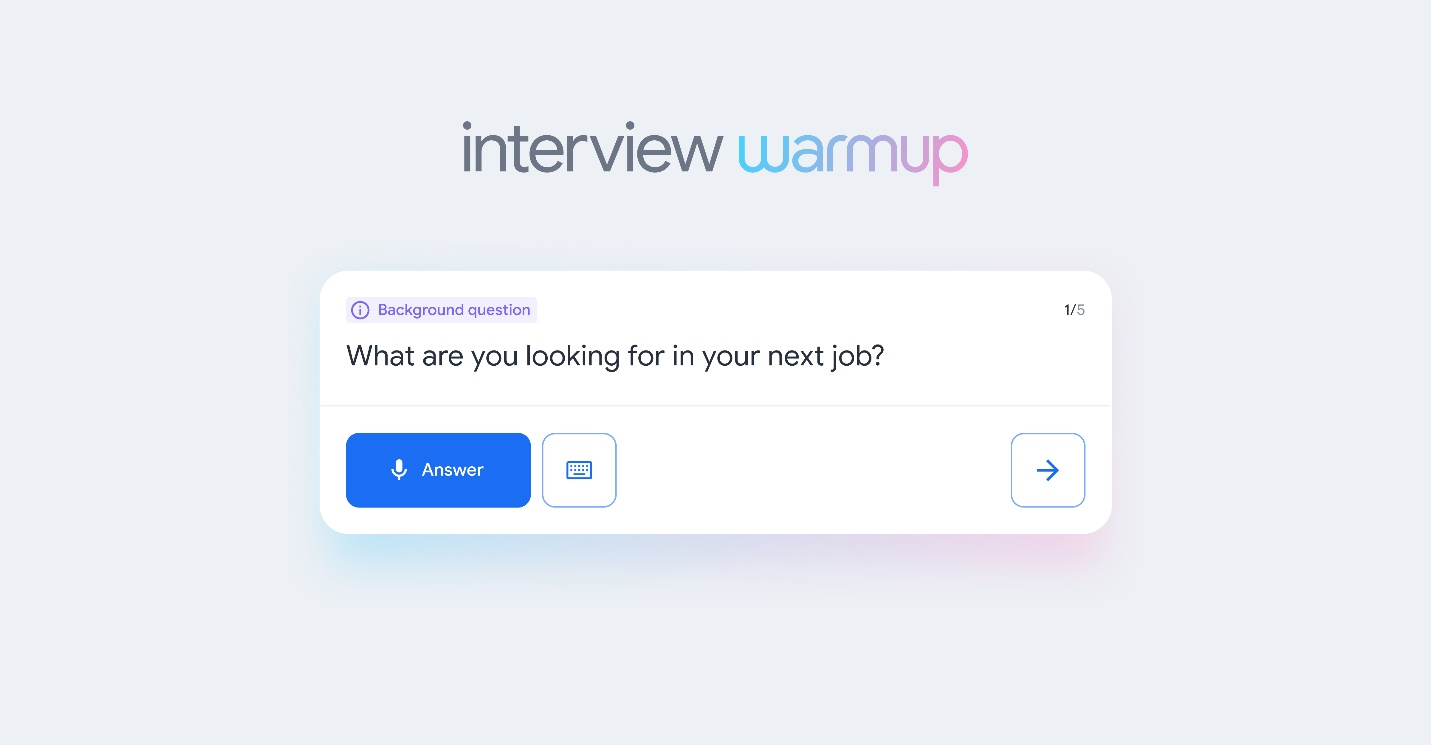 interview warmup
Background question
1/5
What are you looking for in your next job?
Answer